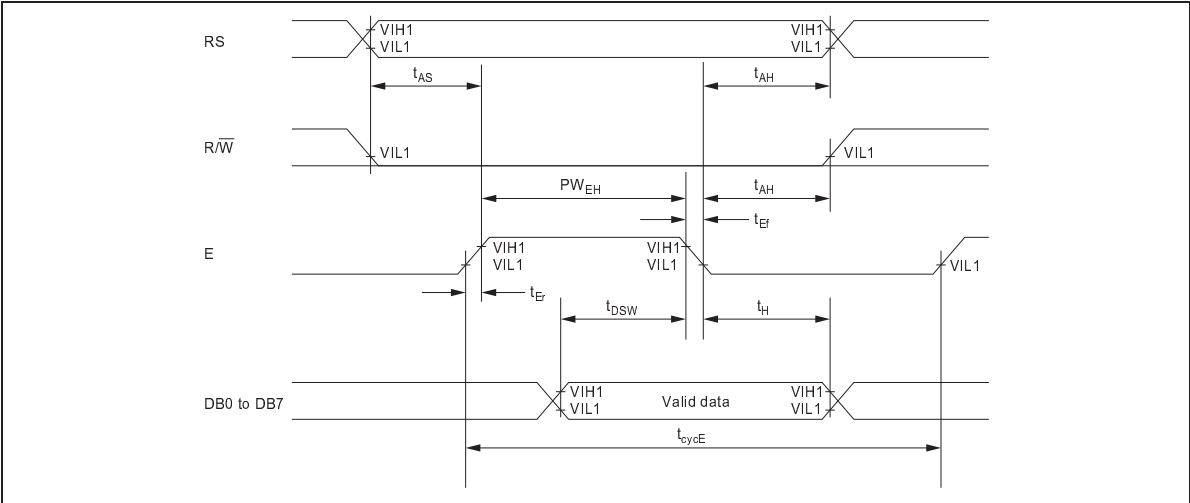 RS
VIH1
VIL1
VIH1
VIL1
tAS
tAH
R/W̅
VIL1
VIL1
PWEH
tAH
tEf
E
VIH1
VIL1
VIH1
VIL1
VIL1
tEr
tDSW
tH
DB0 to DB7
VIH1
VIL1
Valid data
VIH1
VIL1
tcycE